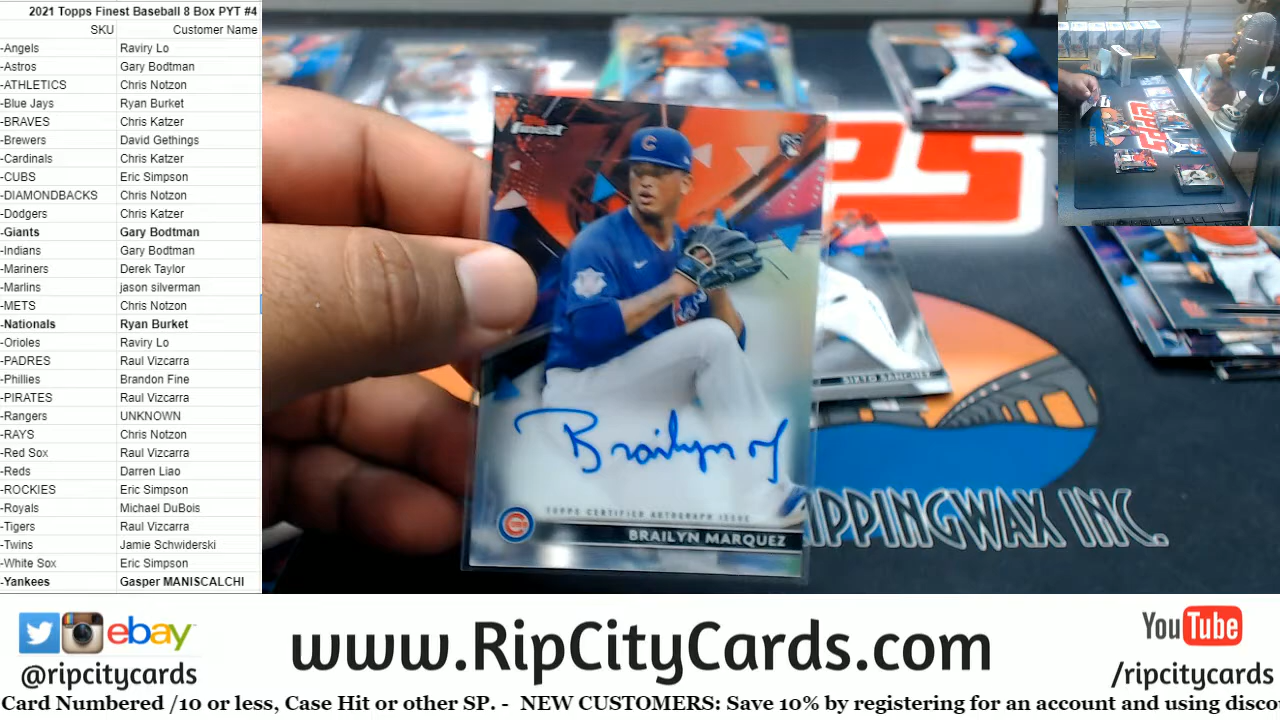 2021 Topps Finest Baseball 8 Box PYT #4
SKU Customer Name
-Angels Raviry Lo
-Astros Gary Bodtman
-ATHLETICS Chris Notzon
-Blue Jays Ryan Burket
-BRAVES Chris Katzer
-Brewers David Gethings
-Cardinals Chris Katzer
-CUBS Eric Simpson
-DIAMONDBACKS Chris Notzon
-Dodgers Chris Katzer
-Giants Gary Bodtman
-Indians Gary Bodtman
-Mariners Derek Taylor
-Marlins jason silverman
-METS Chris Notzon
-Nationals Ryan Burket
-Orioles Raviry Lo
-PADRES Raul Vizcarra
-Phillies Brandon Fine
-PIRATES Raul Vizcarra
-Rangers UNKNOWN
-RAYS Chris Notzon
-Red Sox Raul Vizcarra
-Reds Darren Liao
-ROCKIES Eric Simpson
-Royals Michael DuBois
-Tigers Raul Vizcarra
-Twins Jamie Schwiderski
-White Sox Eric Simpson
-Yankees Gasper MANISCALCHI
Finest
C
RC
Brailyn M
TOPPS CERTIFIED AUTOGRAPH ISSUE
CUBS
BRAILYN MARQUEZ
SIXTO SANCHEZ
PPS
RIPPINGWAX INC.
ebay
@ripcitycards
www.RipCityCards.com
YouTube
/ripcitycards
Card Numbered /10 or less, Case Hit or other SP. - NEW CUSTOMERS: Save 10% by registering for an account and using disco